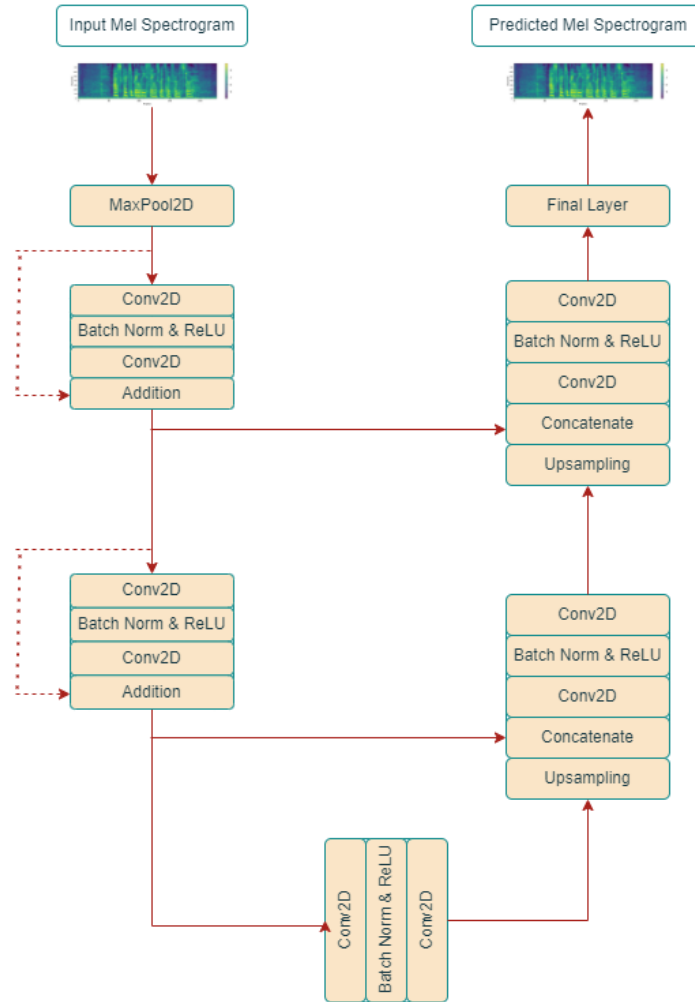 Input Mel Spectrogram
MaxPool2D
Conv2D
Batch Norm & ReLU
Conv2D
Addition
Conv2D
Batch Norm & ReLU
Conv2D
Addition
Conv2D
Batch Norm & ReLU
Conv2D
Predicted Mel Spectrogram
Final Layer
Conv2D
Batch Norm & ReLU
Conv2D
Concatenate
Upsampling
Conv2D
Batch Norm & ReLU
Conv2D
Concatenate
Upsampling